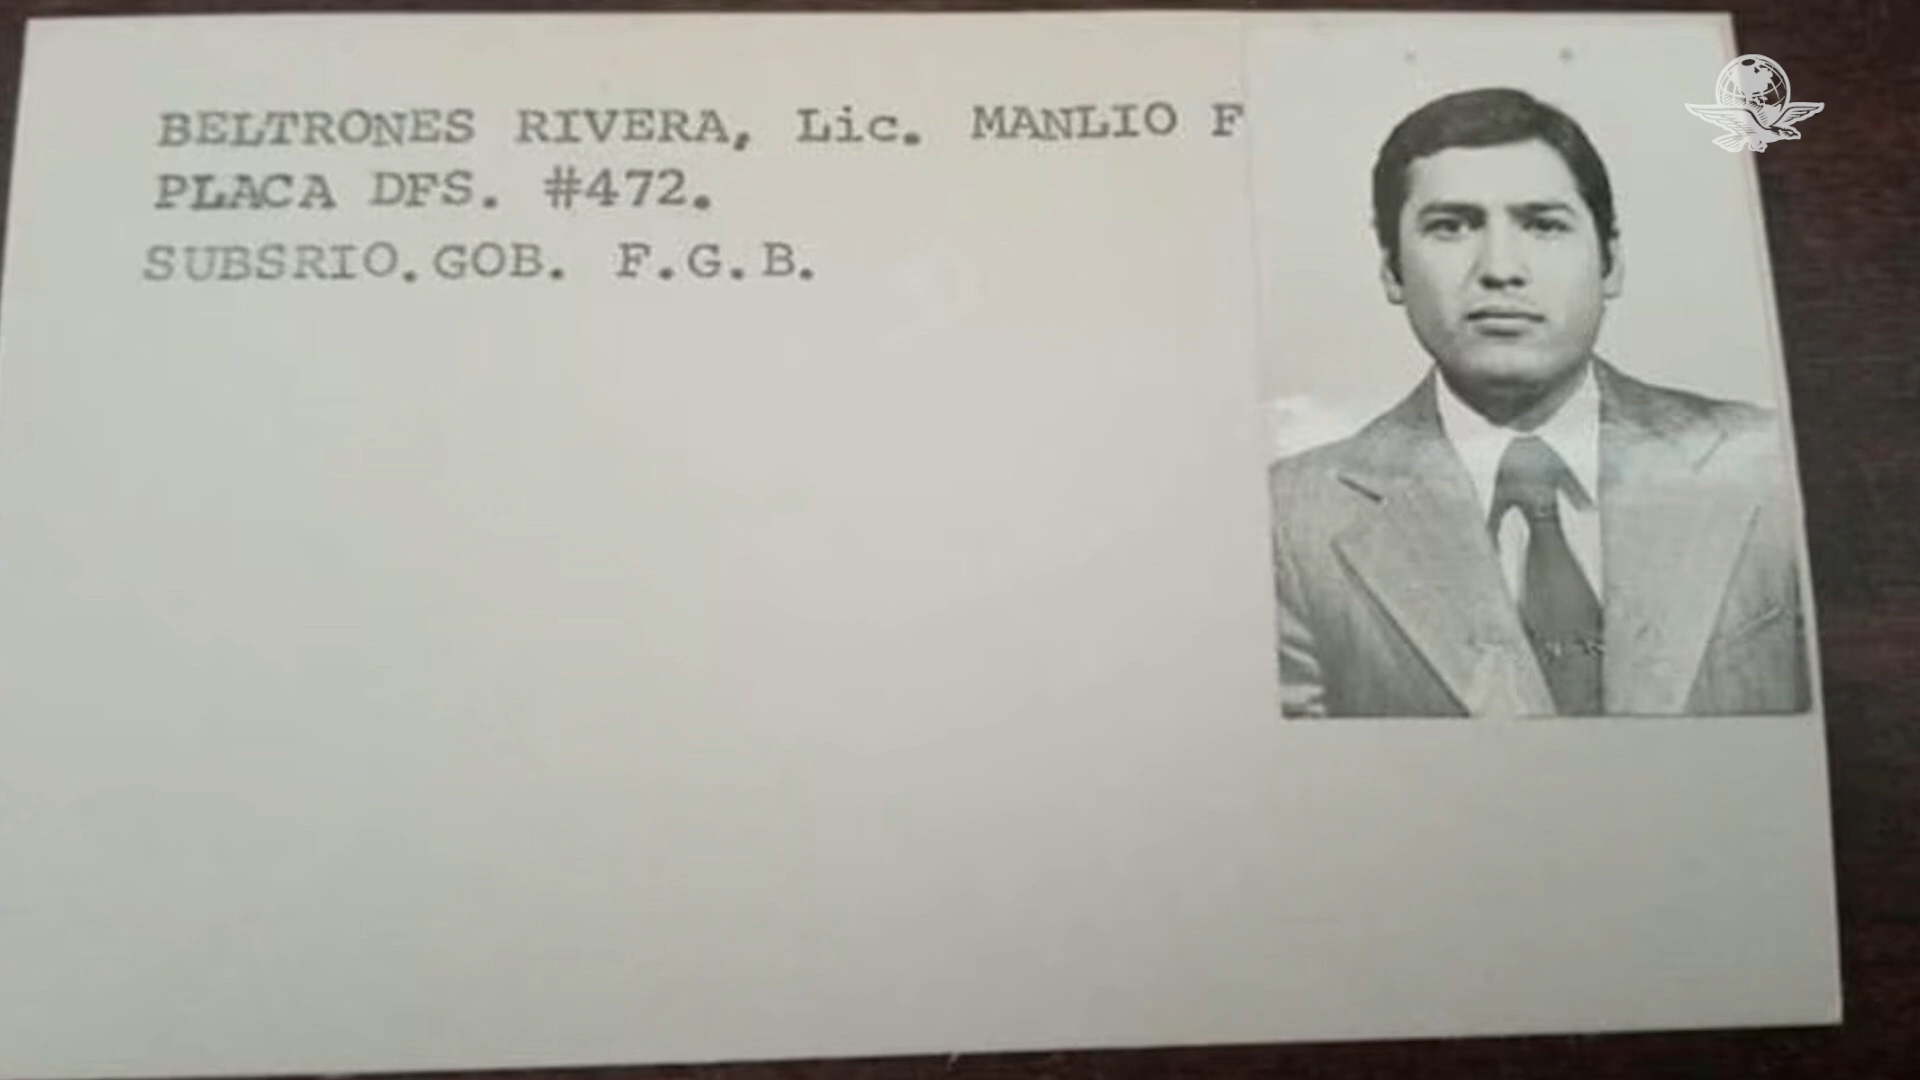 BELTRONES RIVERA, Lic. MANLIO F
PLACA DFS. #472.
SUBSRIO.GOB. F.G.B.